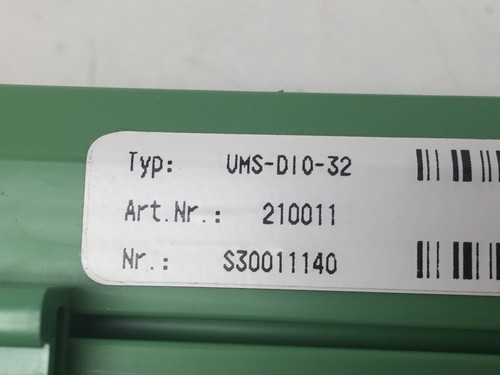 Typ: UMS-DIO-32
Art.Nr.: 210011
Nr.: S30011140